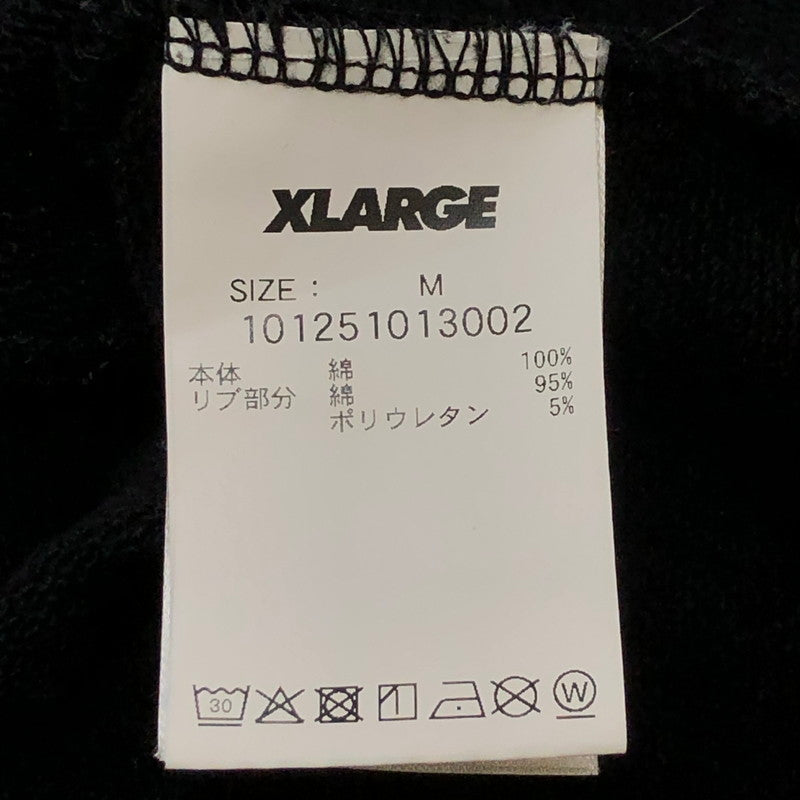 XLARGE
SIZE : M
101251013002
本体 綿 100%
リブ部分 綿 95%
ポリウレタン 5%
30 W